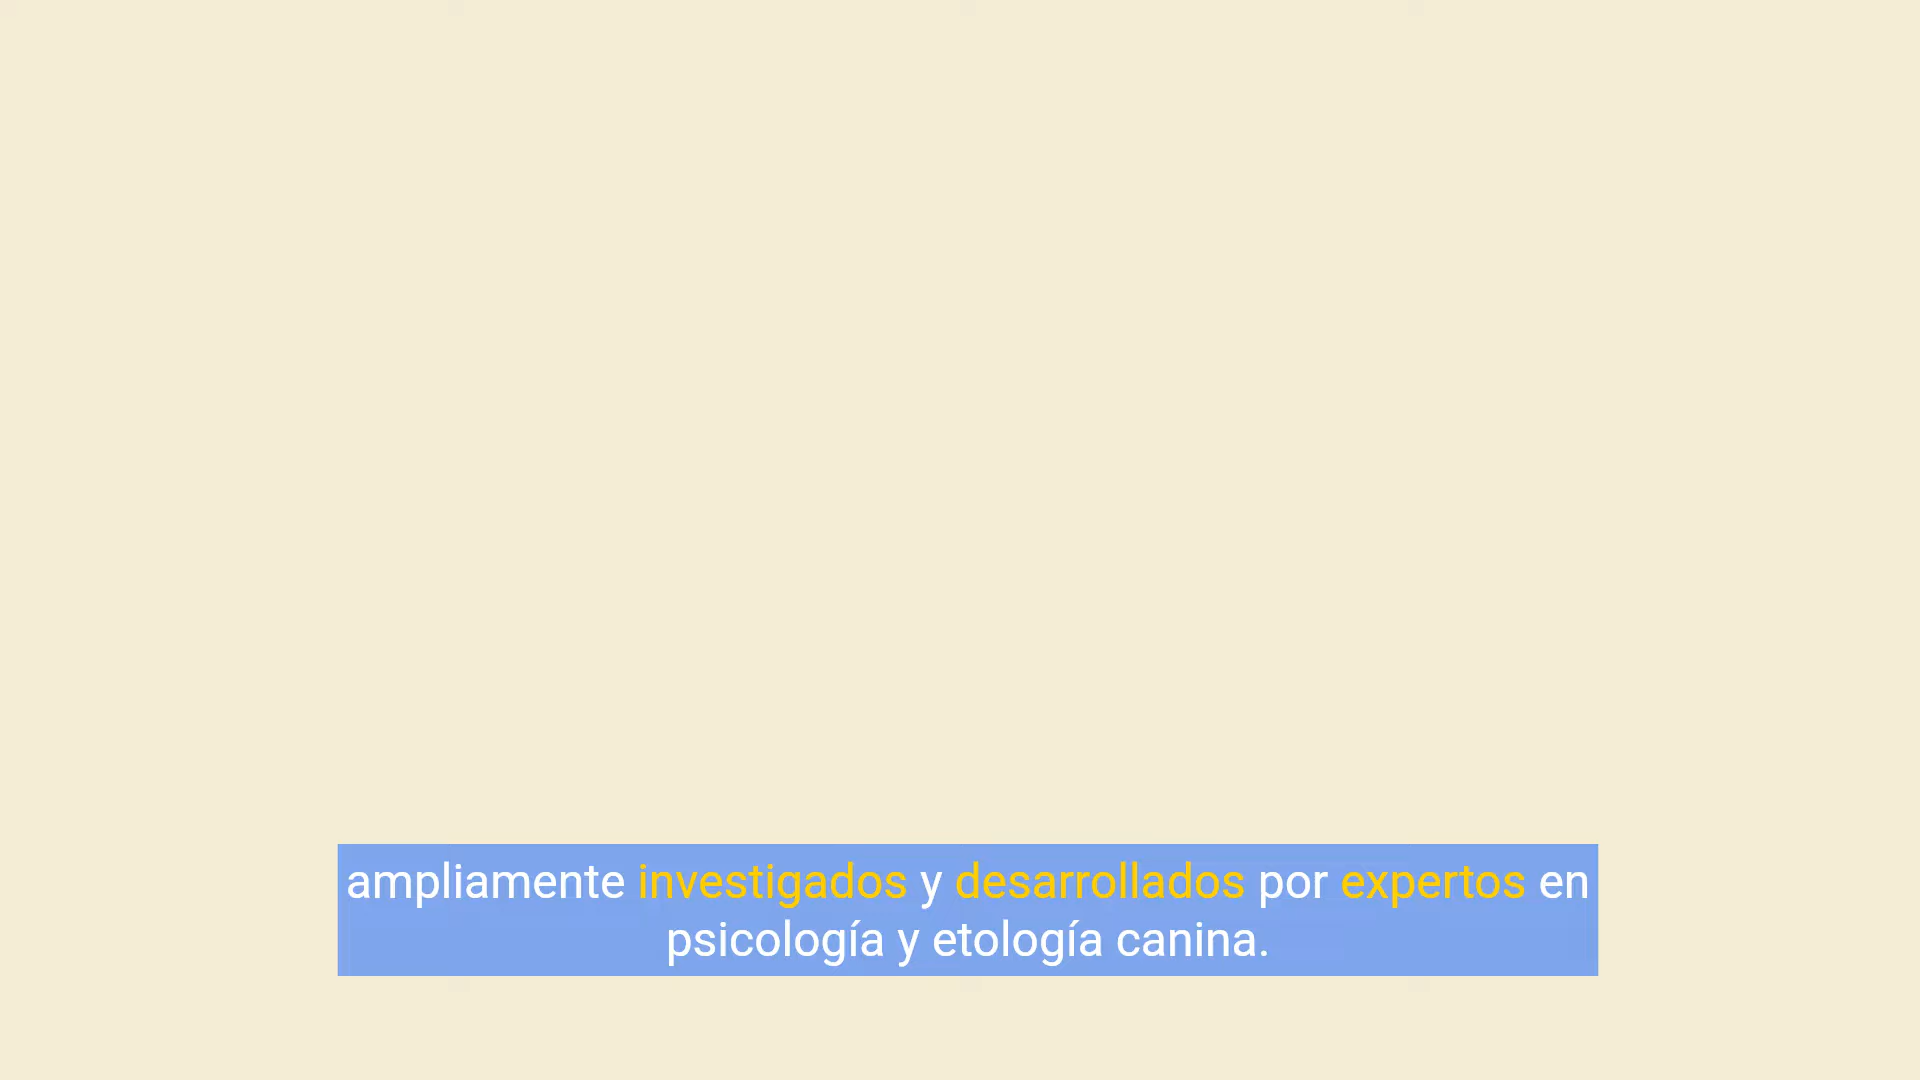 ampliamente investigados y desarrollados por expertos en
psicología y etología canina.